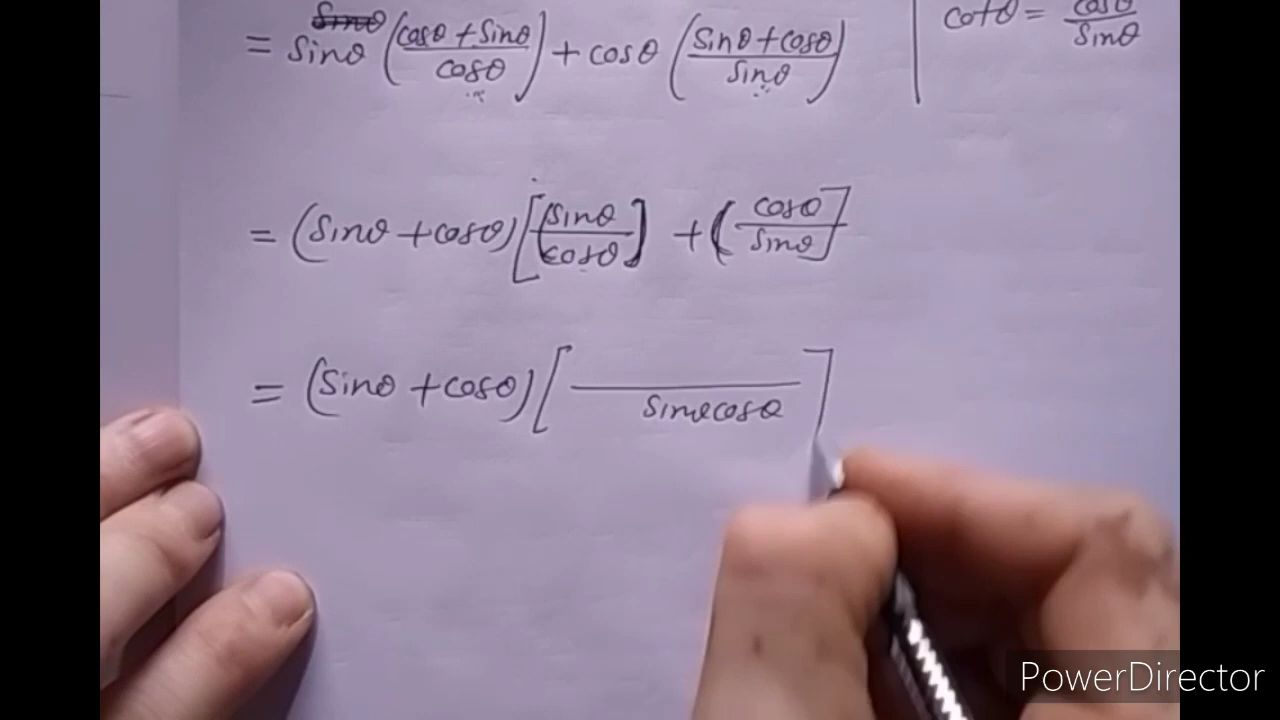 = sinθ (cosθ + sinθ / cosθ) + cosθ (sinθ + cosθ / sinθ)
cotθ = cosθ / sinθ
= (sinθ + cosθ) [(sinθ / cosθ) + (cosθ / sinθ)]
= (sinθ + cosθ) [ / sinθcosθ ]
PowerDirector